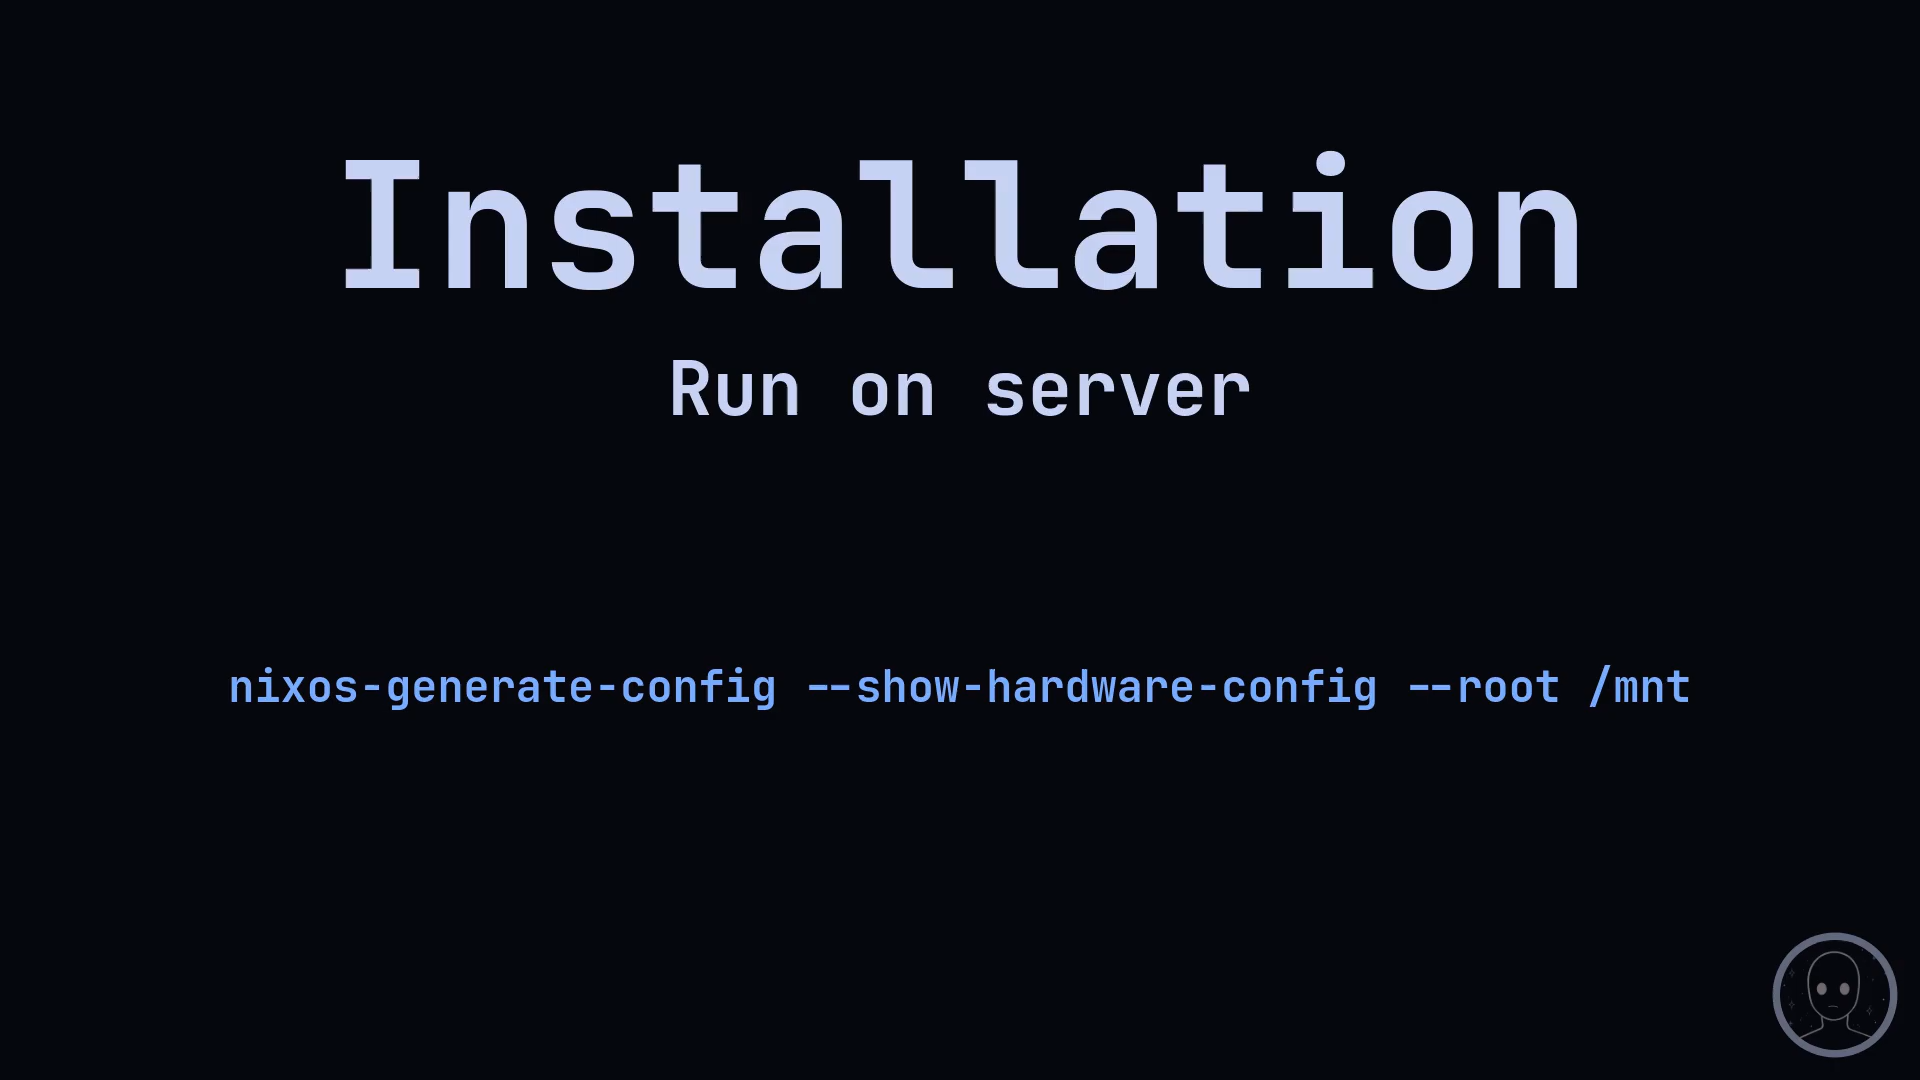 Installation
Run on server
nixos-generate-config --show-hardware-config --root /mnt